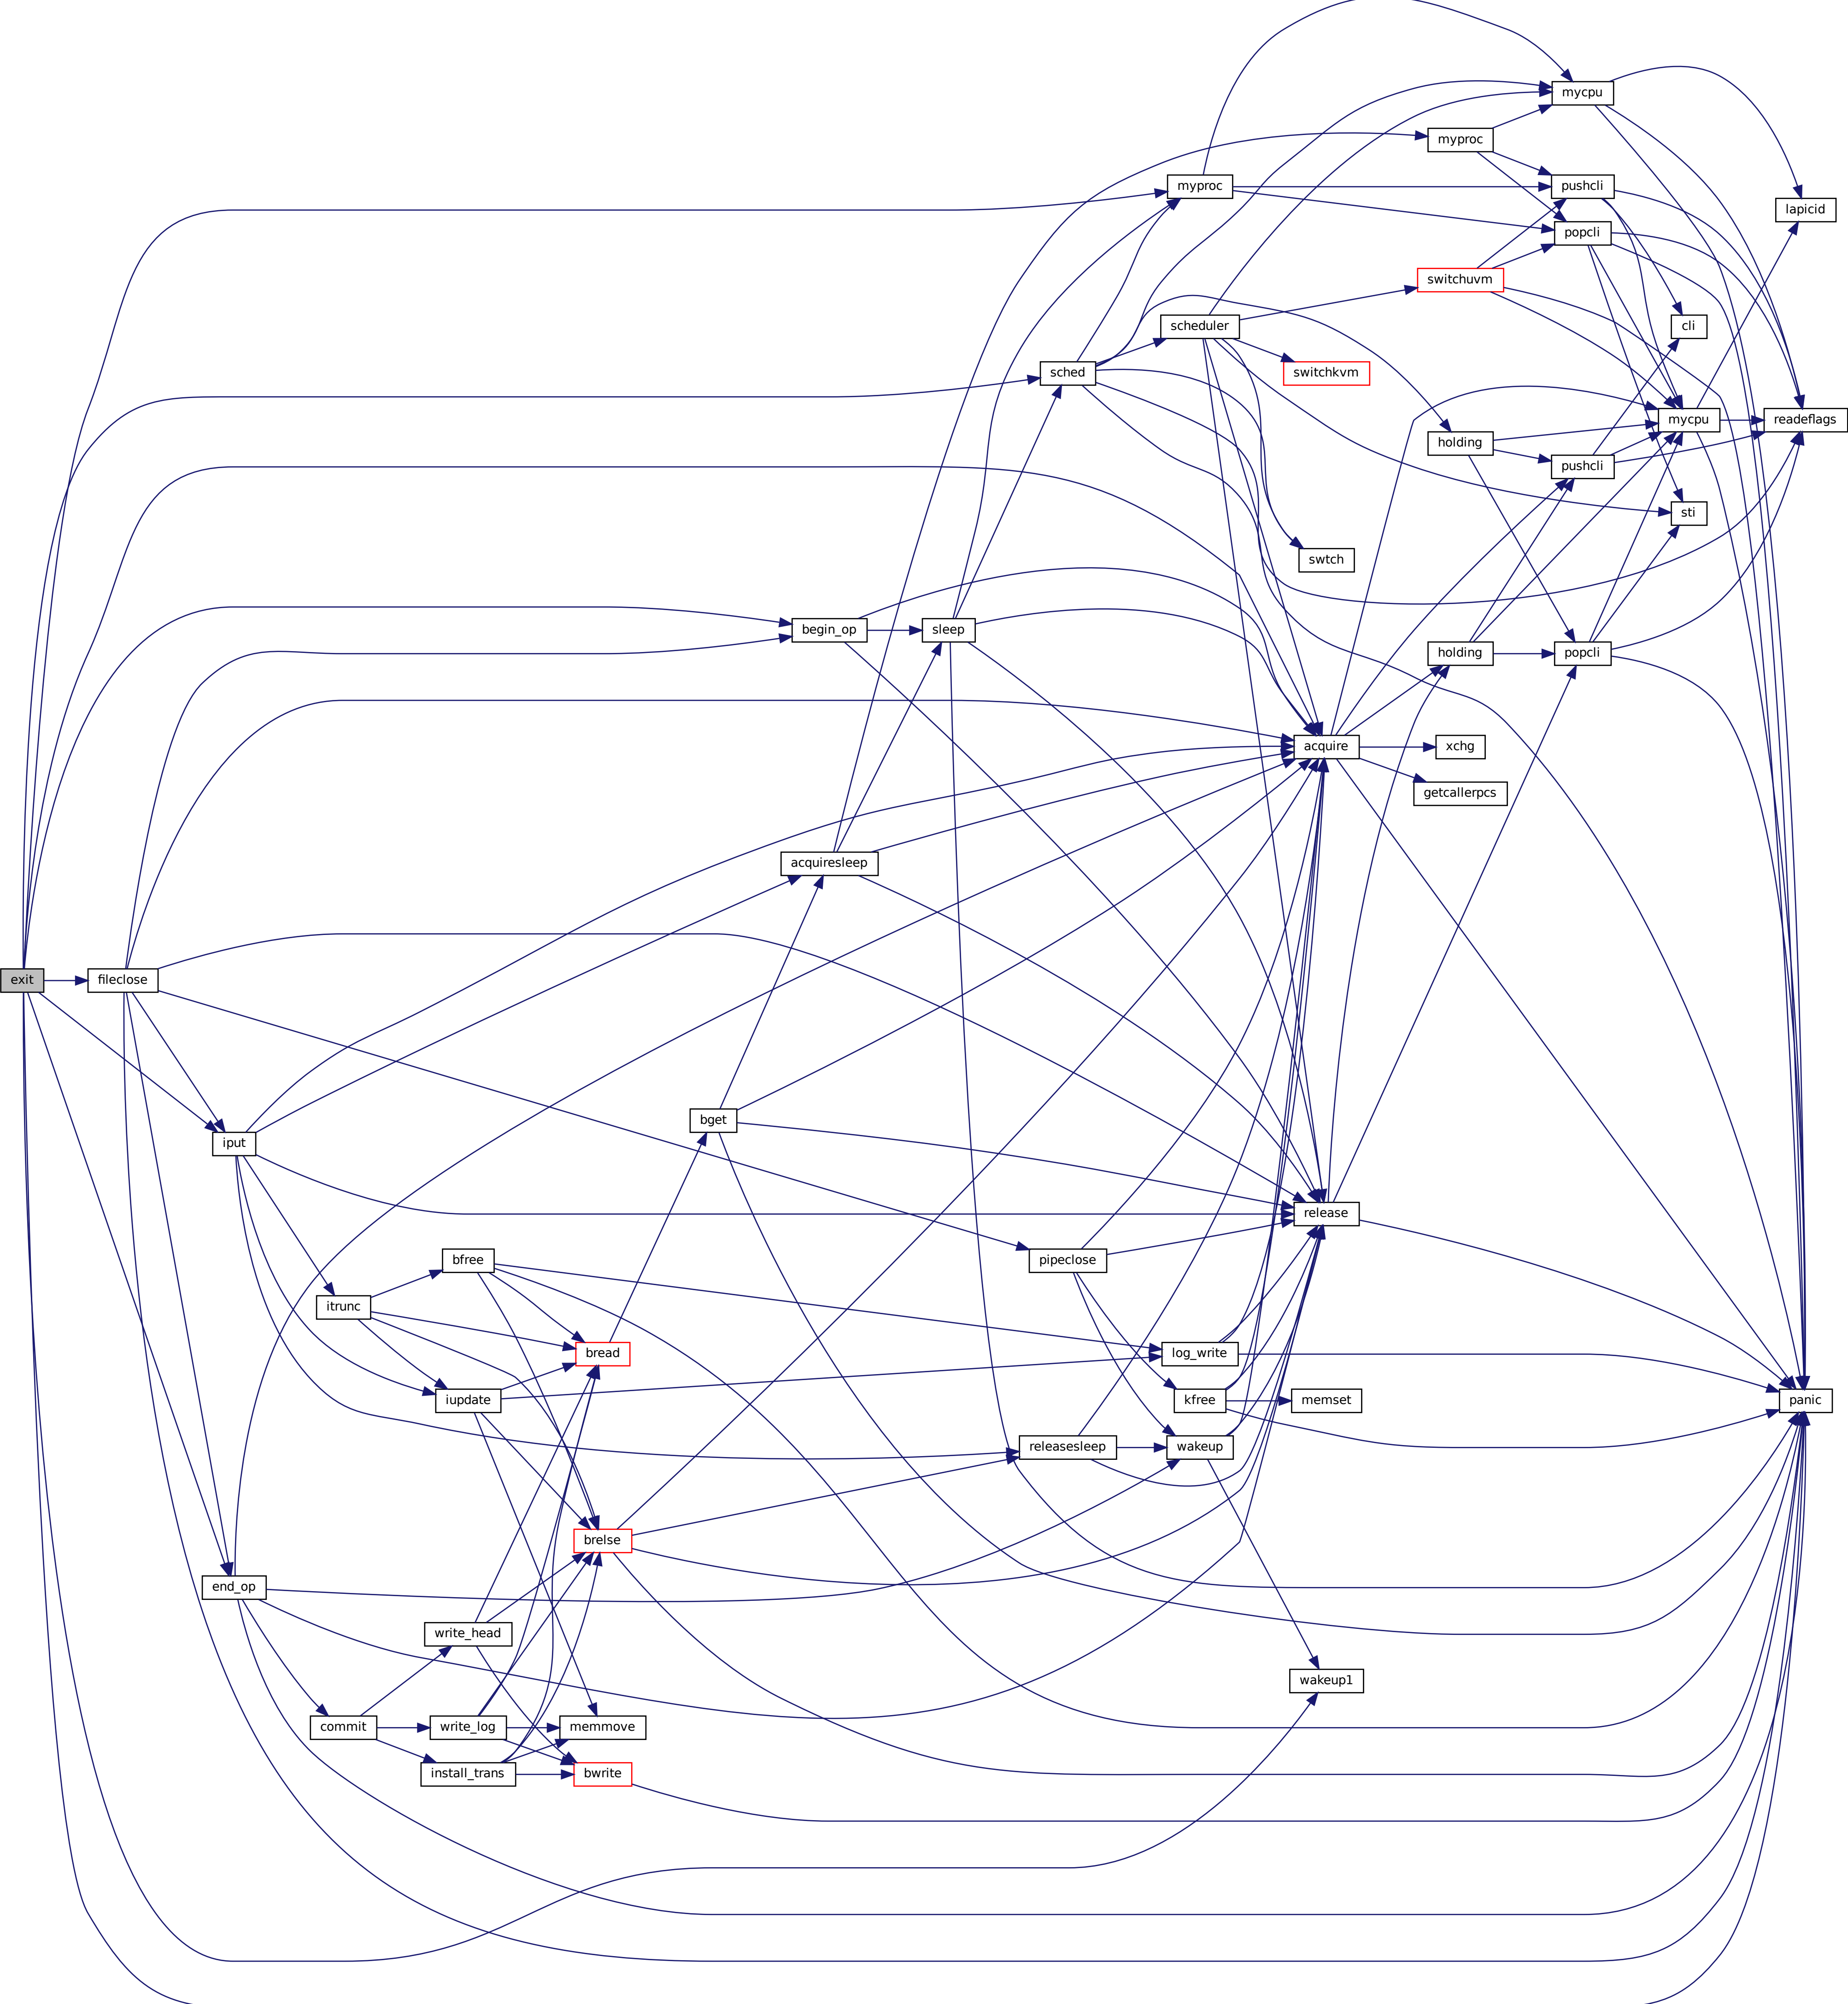 mycpu
myproc
myproc
pushcli
lapicid
popcli
switchuvm
scheduler
cli
sched
switchkvm
mycpu
readeflags
holding
pushcli
sti
swtch
begin_op
sleep
holding
popcli
acquire
xchg
getcallerpcs
acquiresleep
exit
fileclose
bget
iput
release
bfree
pipeclose
itrunc
bread
log_write
iupdate
kfree
memset
panic
releasesleep
wakeup
brelse
end_op
write_head
wakeup1
commit
write_log
memmove
install_trans
bwrite